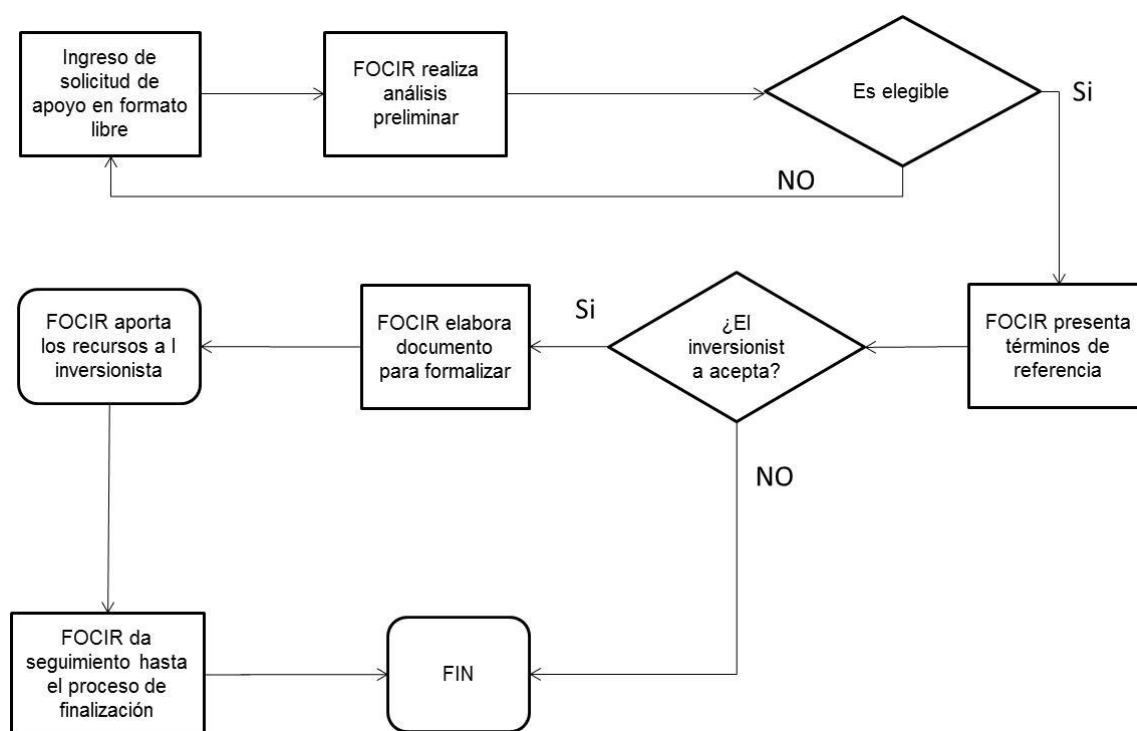 Ingreso de
solicitud de
apoyo en formato
libre
FOCIR realiza
análisis
preliminar
Es elegible
Si
NO
FOCIR presenta
términos de
referencia
¿El
inversionist
a acepta?
Si
NO
FOCIR elabora
documento
para formalizar
FOCIR aporta
los recursos a l
inversionista
FOCIR da
seguimiento hasta
el proceso de
finalización
FIN